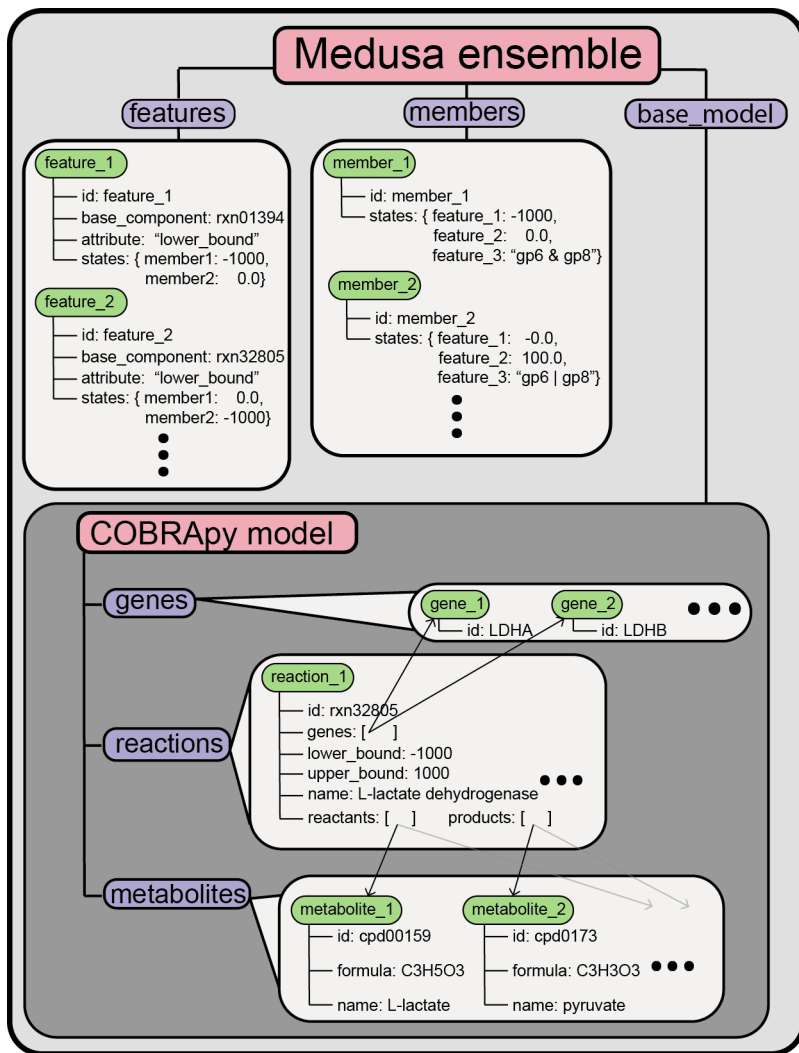 Medusa ensemble
features
members
base_model
feature_1
id: feature_1
base_component: rxn01394
attribute: “lower_bound”
states: { member1: -1000,
member2: 0.0}
feature_2
id: feature_2
base_component: rxn32805
attribute: “lower_bound”
states: { member1: 0.0,
member2: -1000}
member_1
id: member_1
states: { feature_1: -1000,
feature_2: 0.0,
feature_3: “gp6 & gp8”}
member_2
id: member_2
states: { feature_1: -0.0,
feature_2: 100.0,
feature_3: “gp6 | gp8”}
COBRApy model
genes
gene_1
id: LDHA
gene_2
id: LDHB
reactions
reaction_1
id: rxn32805
genes: [ ]
lower_bound: -1000
upper_bound: 1000
name: L-lactate dehydrogenase
reactants: [ ] products: [ ]
metabolites
metabolite_1
id: cpd00159
formula: C3H5O3
name: L-lactate
metabolite_2
id: cpd0173
formula: C3H3O3
name: pyruvate